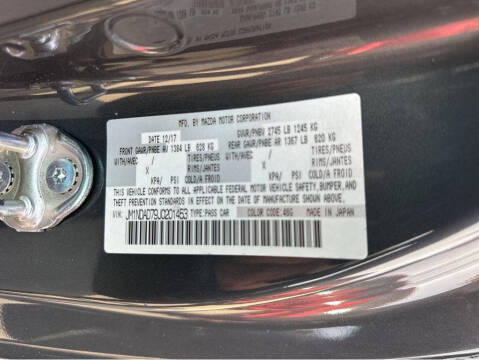 MFD. BY MAZDA MOTOR CORPORATION
DATE 12/17 GVWR/PNBV 2745 LB 1245 KG
FRONT GAWR/PNBE AV 1384 LB 628 KG REAR GAWR/PNBE AR 1367 LB 620 KG
WITH/AVEC / TIRES/PNEUS WITH/AVEC / TIRES/PNEUS
X RIMS/JANTES X RIMS/JANTES
KPA/ PSI COLD/A FROID KPA/ PSI COLD/A FROID
THIS VEHICLE CONFORMS TO ALL APPLICABLE FEDERAL MOTOR VEHICLE SAFETY, BUMPER, AND
THEFT PREVENTION STANDARDS IN EFFECT ON THE DATE OF MANUFACTURE SHOWN ABOVE.
VIN: JM1NDAD79J0201463 TYPE:PASS CAR COLOR CODE:46G MADE IN JAPAN